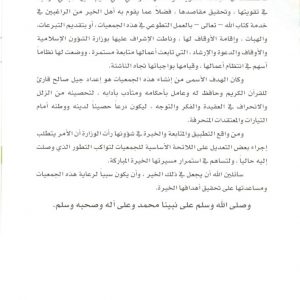 في تكوينها ، وتحقيق مقاصدها ، فضلاً عما يقوم به أهل الخير من الراغبين في
خدمة كتاب الله - تعالى - بالعمل التطوعي في هذه الجمعيات ، أو بتقديم التبرعات
والهبات ، وإقامة الأوقاف لها ، وناطت الإشراف عليها بوزارة الشؤون الإسلامية
والأوقاف والدعوة والإرشاد ، التي تابعت أعمالها متابعة مستمرة ، ووضعت لها نظاماً
أسهم في انتظام أعمالها ، وقيامها بواجباتها تجاه الناشئة .
وكان الهدف الأسمى من إنشاء هذه الجمعيات هو إعداد جيل صالح قارئ
للقرآن الكريم وحافظ له وعامل بأحكامه ومتأدب بآدابه ، لتحصينه من الزلل
والانحراف في العقيدة والفكر والتوجه ، ليكون درعاً حصيناً لدينه ووطنه أمام
التيارات والمعتقدات المنحرفة .
ومن واقع التطبيق والمتابعة والخبرة في شؤونها رأت الوزارة أن الأمر يتطلب
إجراء بعض التعديل على اللائحة الأساسية للجمعيات لتواكب التطور الذي وصلت
إليه حالياً ، ولتساهم في استمرار مسيرتها الخيرة المباركة .
سائلين الله أن يجعل في ذلك الخير ، وأن يكون سبباً لرعاية هذه الجمعيات
ومساعدتها على تحقيق أهدافها الخيرة .
وصلى الله وسلم على نبينا محمد وعلى آله وصحبه وسلم .